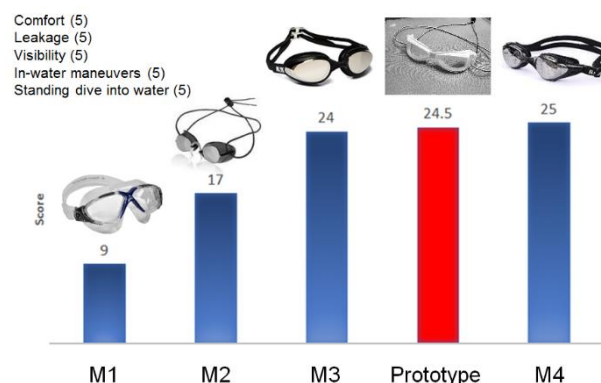 Comfort (5)
Leakage (5)
Visibility (5)
In-water maneuvers (5)
Standing dive into water (5)
Score
9
17
24
24.5
25
M1
M2
M3
Prototype
M4